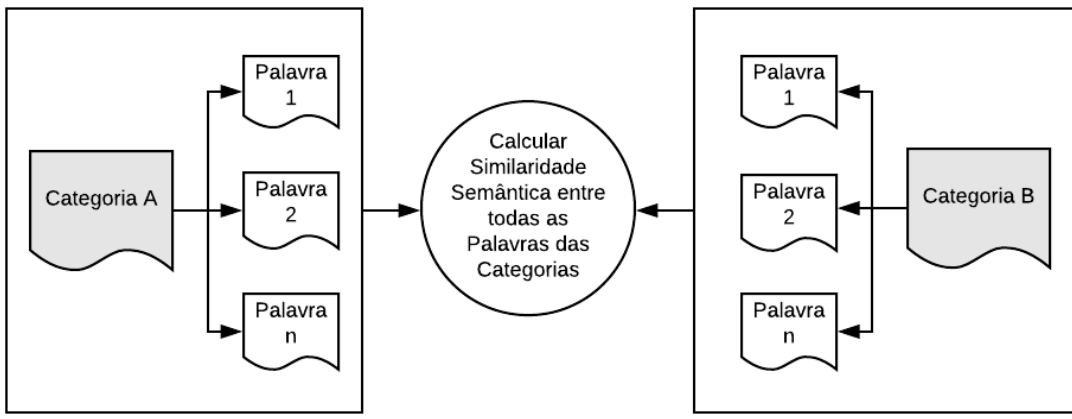 Categoria A
Palavra
1
Palavra
2
Palavra
n
Calcular
Similaridade
Semântica entre
todas as
Palavras das
Categorias
Palavra
1
Palavra
2
Palavra
n
Categoria B